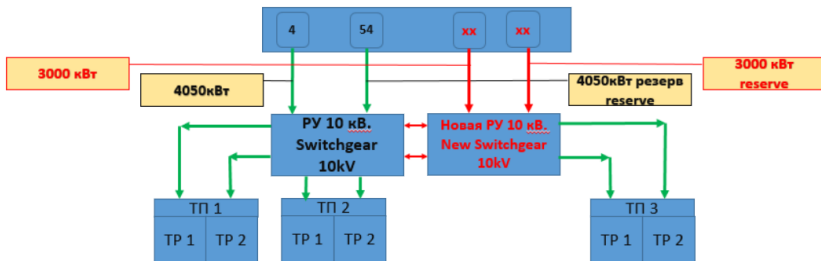 4
54
xx
xx
3000 кВт
4050кВт
4050кВт резерв
reserve
3000 кВт
reserve
РУ 10 кВ.
Switchgear
10kV
Новая РУ 10 кВ.
New Switchgear
10kV
ТП 1
ТР 1
ТР 2
ТП 2
ТР 1
ТР 2
ТП 3
ТР 1
ТР 2